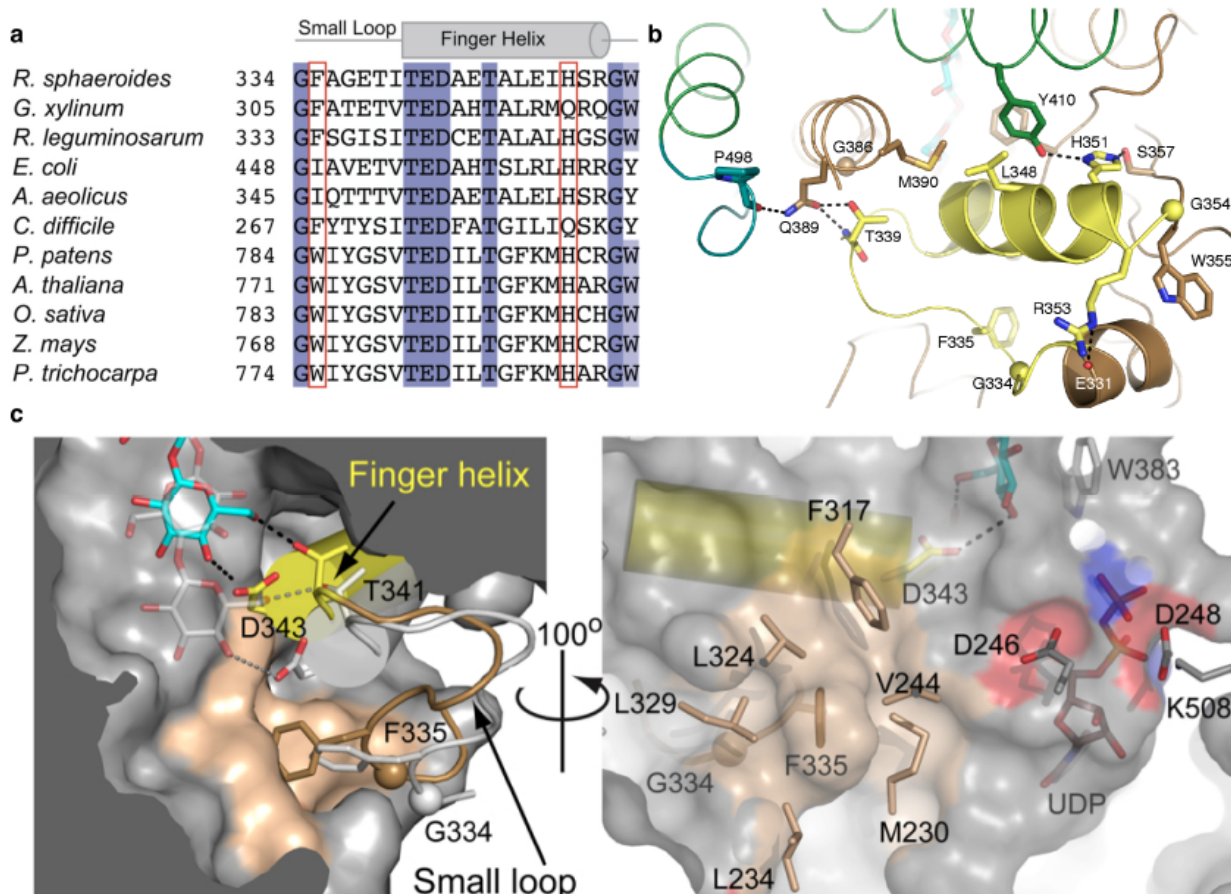 a
Small Loop
Finger Helix
R. sphaeroides 334 GFAGETITEDAETALEIHSRGW
G. xylinum 305 GFATETVTEDAHTALRMQRQGW
R. leguminosarum 333 GFSGISITEDCETALALHGSGW
E. coli 448 GIAVETVTEDAHTSLRLHRRGY
A. aeolicus 345 GIQTTTVTEDAETALELHSRGY
C. difficile 267 GFYTYSITEDFATGILIQSKGY
P. patens 784 GWIYGSVTEDILTGFKMHCRGW
A. thaliana 771 GWIYGSVTEDILTGFKMHARGW
O. sativa 783 GWIYGSVTEDILTGFKMHCHGW
Z. mays 768 GWIYGSVTEDILTGFKMHCRGW
P. trichocarpa 774 GWIYGSVTEDILTGFKMHARGW
b
Y410
G386
H351
S357
P498
M390
L348
G354
Q389
T339
W355
R353
F335
G334
E331
c
Finger helix
T341
D343
F335
G334
Small loop
100°
W383
F317
D343
D248
L324
D246
V244
L329
K508
G334
F335
UDP
M230
L234